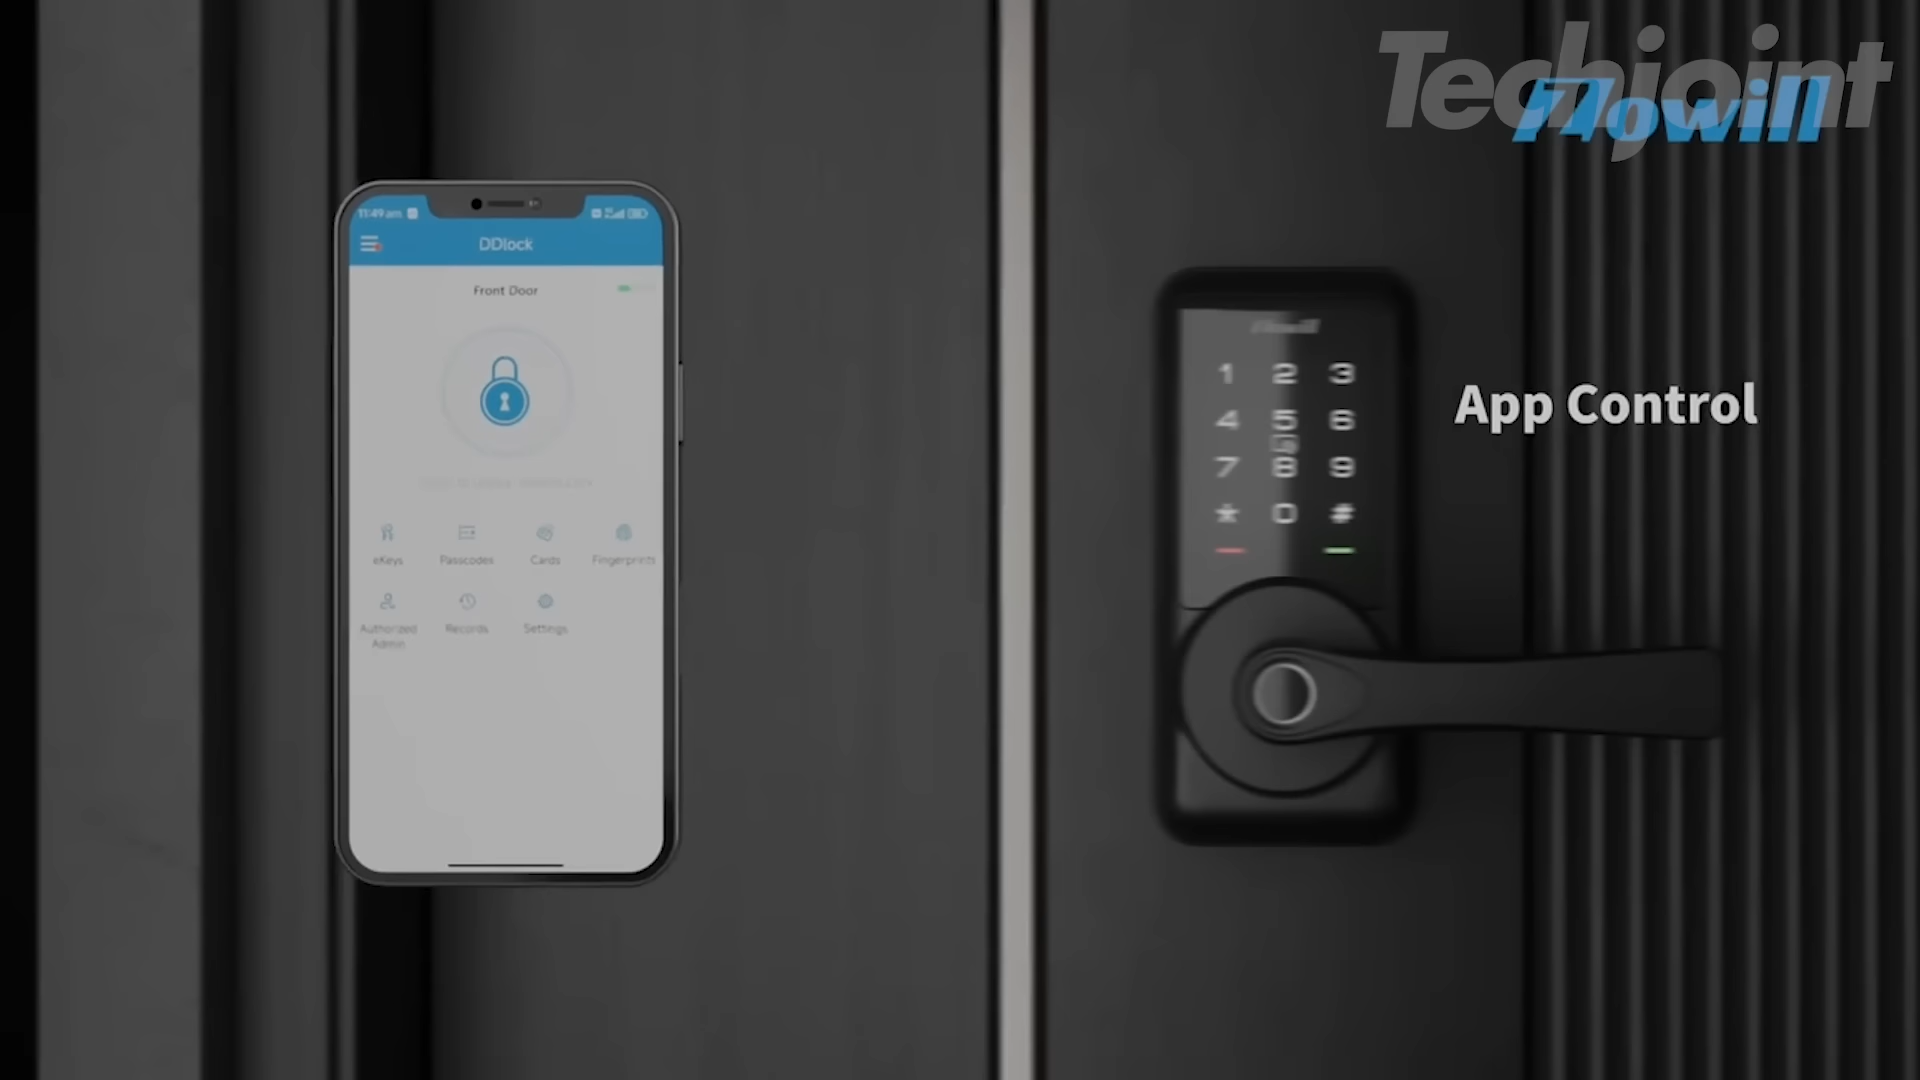 Techjoint
Zlowill
11:49 am
DDlock
Front Door
eKeys
Passcodes
Cards
Fingerprints
Authorized
Admin
Records
Settings
1 2 3
4 5 6
7 8 9
* 0 #
App Control